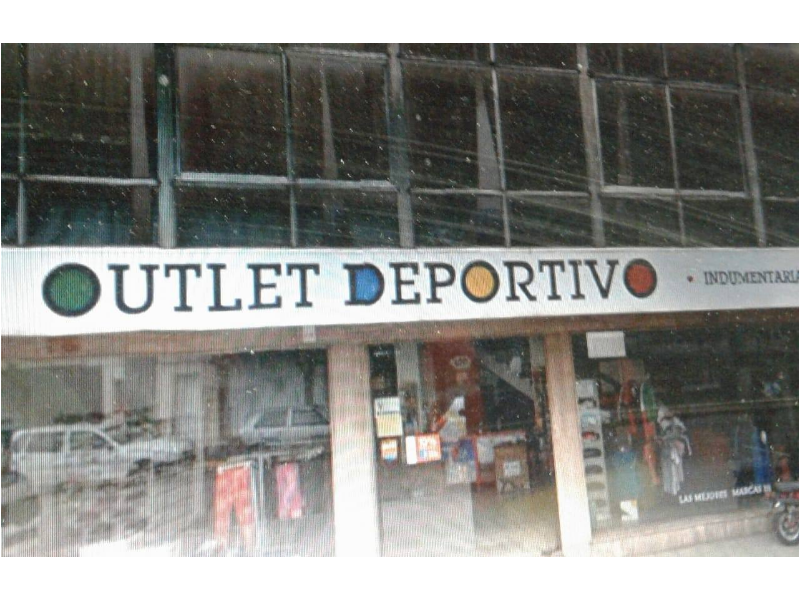 OUTLET DEPORTIVO • INDUMENTARIA
LAS MEJORES MARCAS